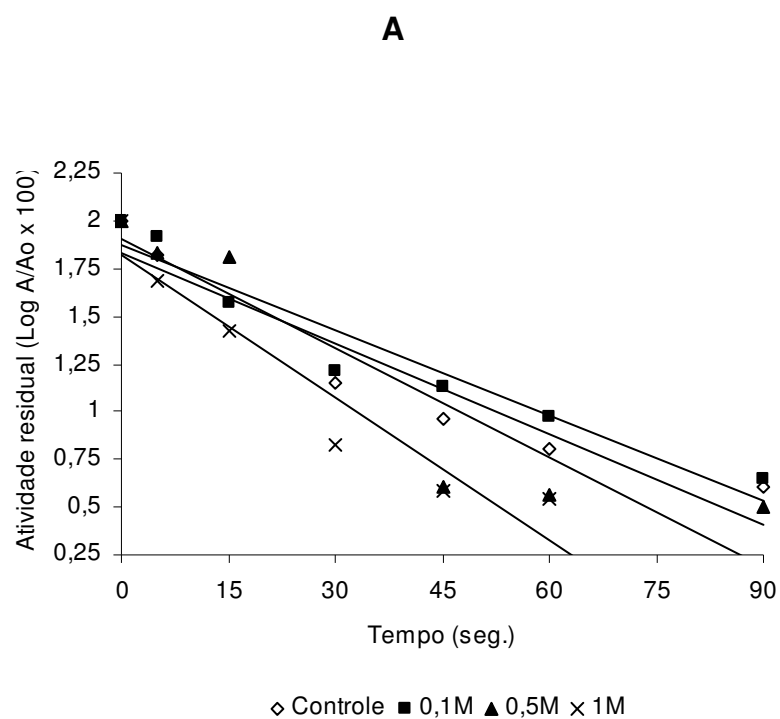 A
Atividade residual (Log A/Ao x 100)
2,25
2
1,75
1,5
1,25
1
0,75
0,5
0,25
0 15 30 45 60 75 90
Tempo (seg.)
Controle 0,1M 0,5M 1M